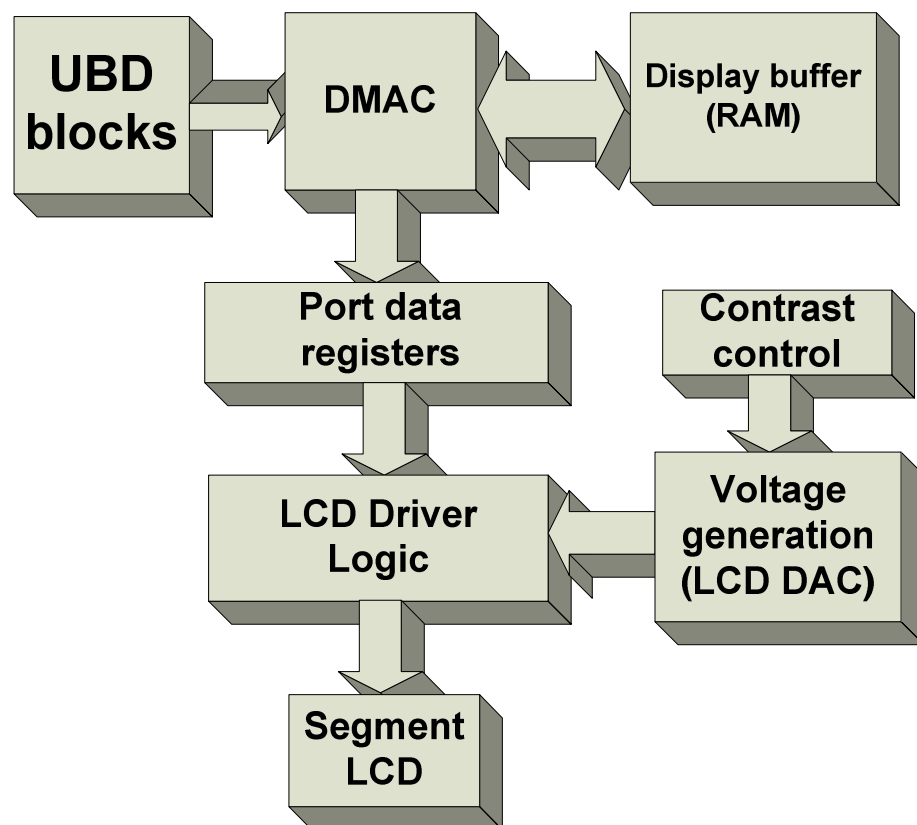 UBD
blocks
DMAC
Display buffer
(RAM)
Port data
registers
Contrast
control
LCD Driver
Logic
Voltage
generation
(LCD DAC)
Segment
LCD